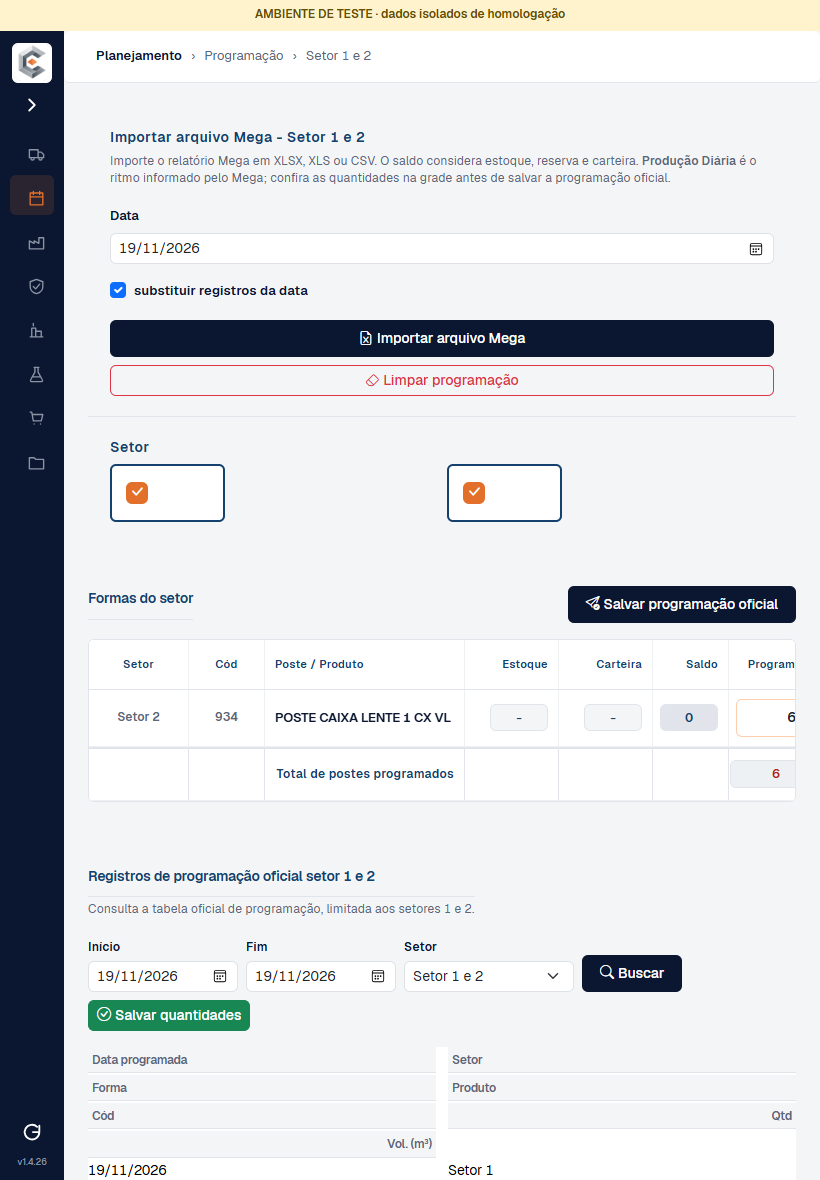 AMBIENTE DE TESTE · dados isolados de homologação
Planejamento › Programação › Setor 1 e 2
Importar arquivo Mega - Setor 1 e 2
Importe o relatório Mega em XLSX, XLS ou CSV. O saldo considera estoque, reserva e carteira. Produção Diária é o
ritmo informado pelo Mega; confira as quantidades na grade antes de salvar a programação oficial.
Data
19/11/2026
substituir registros da data
Importar arquivo Mega
Limpar programação
Setor
Formas do setor
Salvar programação oficial
Setor Cód Poste / Produto Estoque Carteira Saldo Program
Setor 2 934 POSTE CAIXA LENTE 1 CX VL - - 0 6
Total de postes programados 6
Registros de programação oficial setor 1 e 2
Consulta a tabela oficial de programação, limitada aos setores 1 e 2.
Início Fim Setor
19/11/2026 19/11/2026 Setor 1 e 2 Buscar
Salvar quantidades
Data programada Setor
Forma Produto
Cód Qtd
Vol. (m³)
19/11/2026 Setor 1
v1.4.26